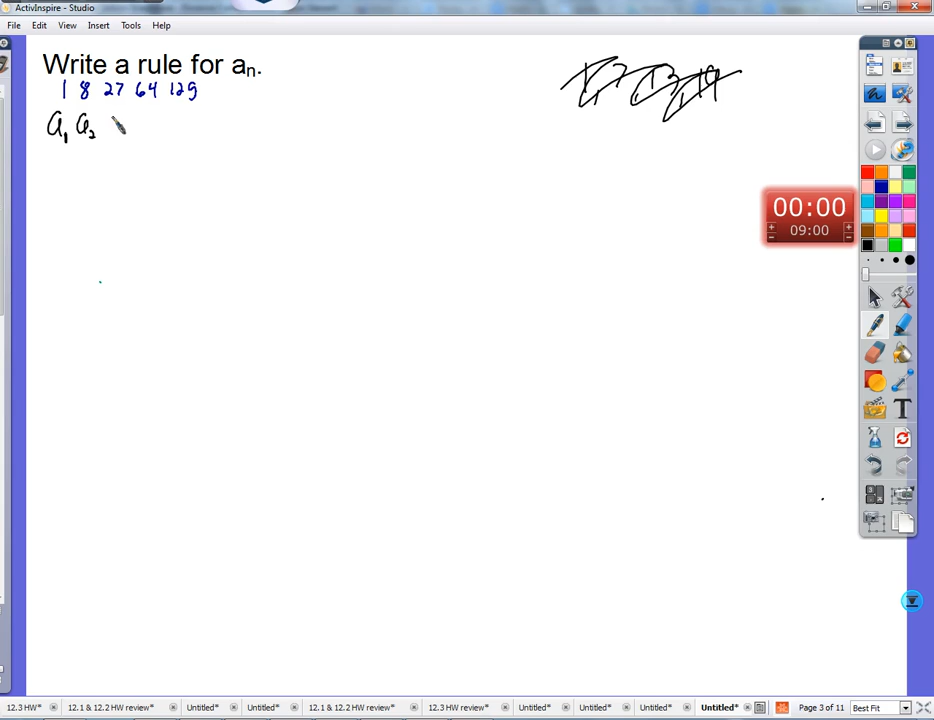 ActivInspire - Studio
File Edit View Insert Tools Help
Write a rule for aₙ.
1 8 27 64 129
a₁ a₂
00:00
09:00
12.3 HW* 12.1 & 12.2 HW review* Untitled* Untitled* 12.1 & 12.2 HW review* 12.3 HW review* Untitled* Untitled* Untitled* Untitled* Page 3 of 11 Best Fit